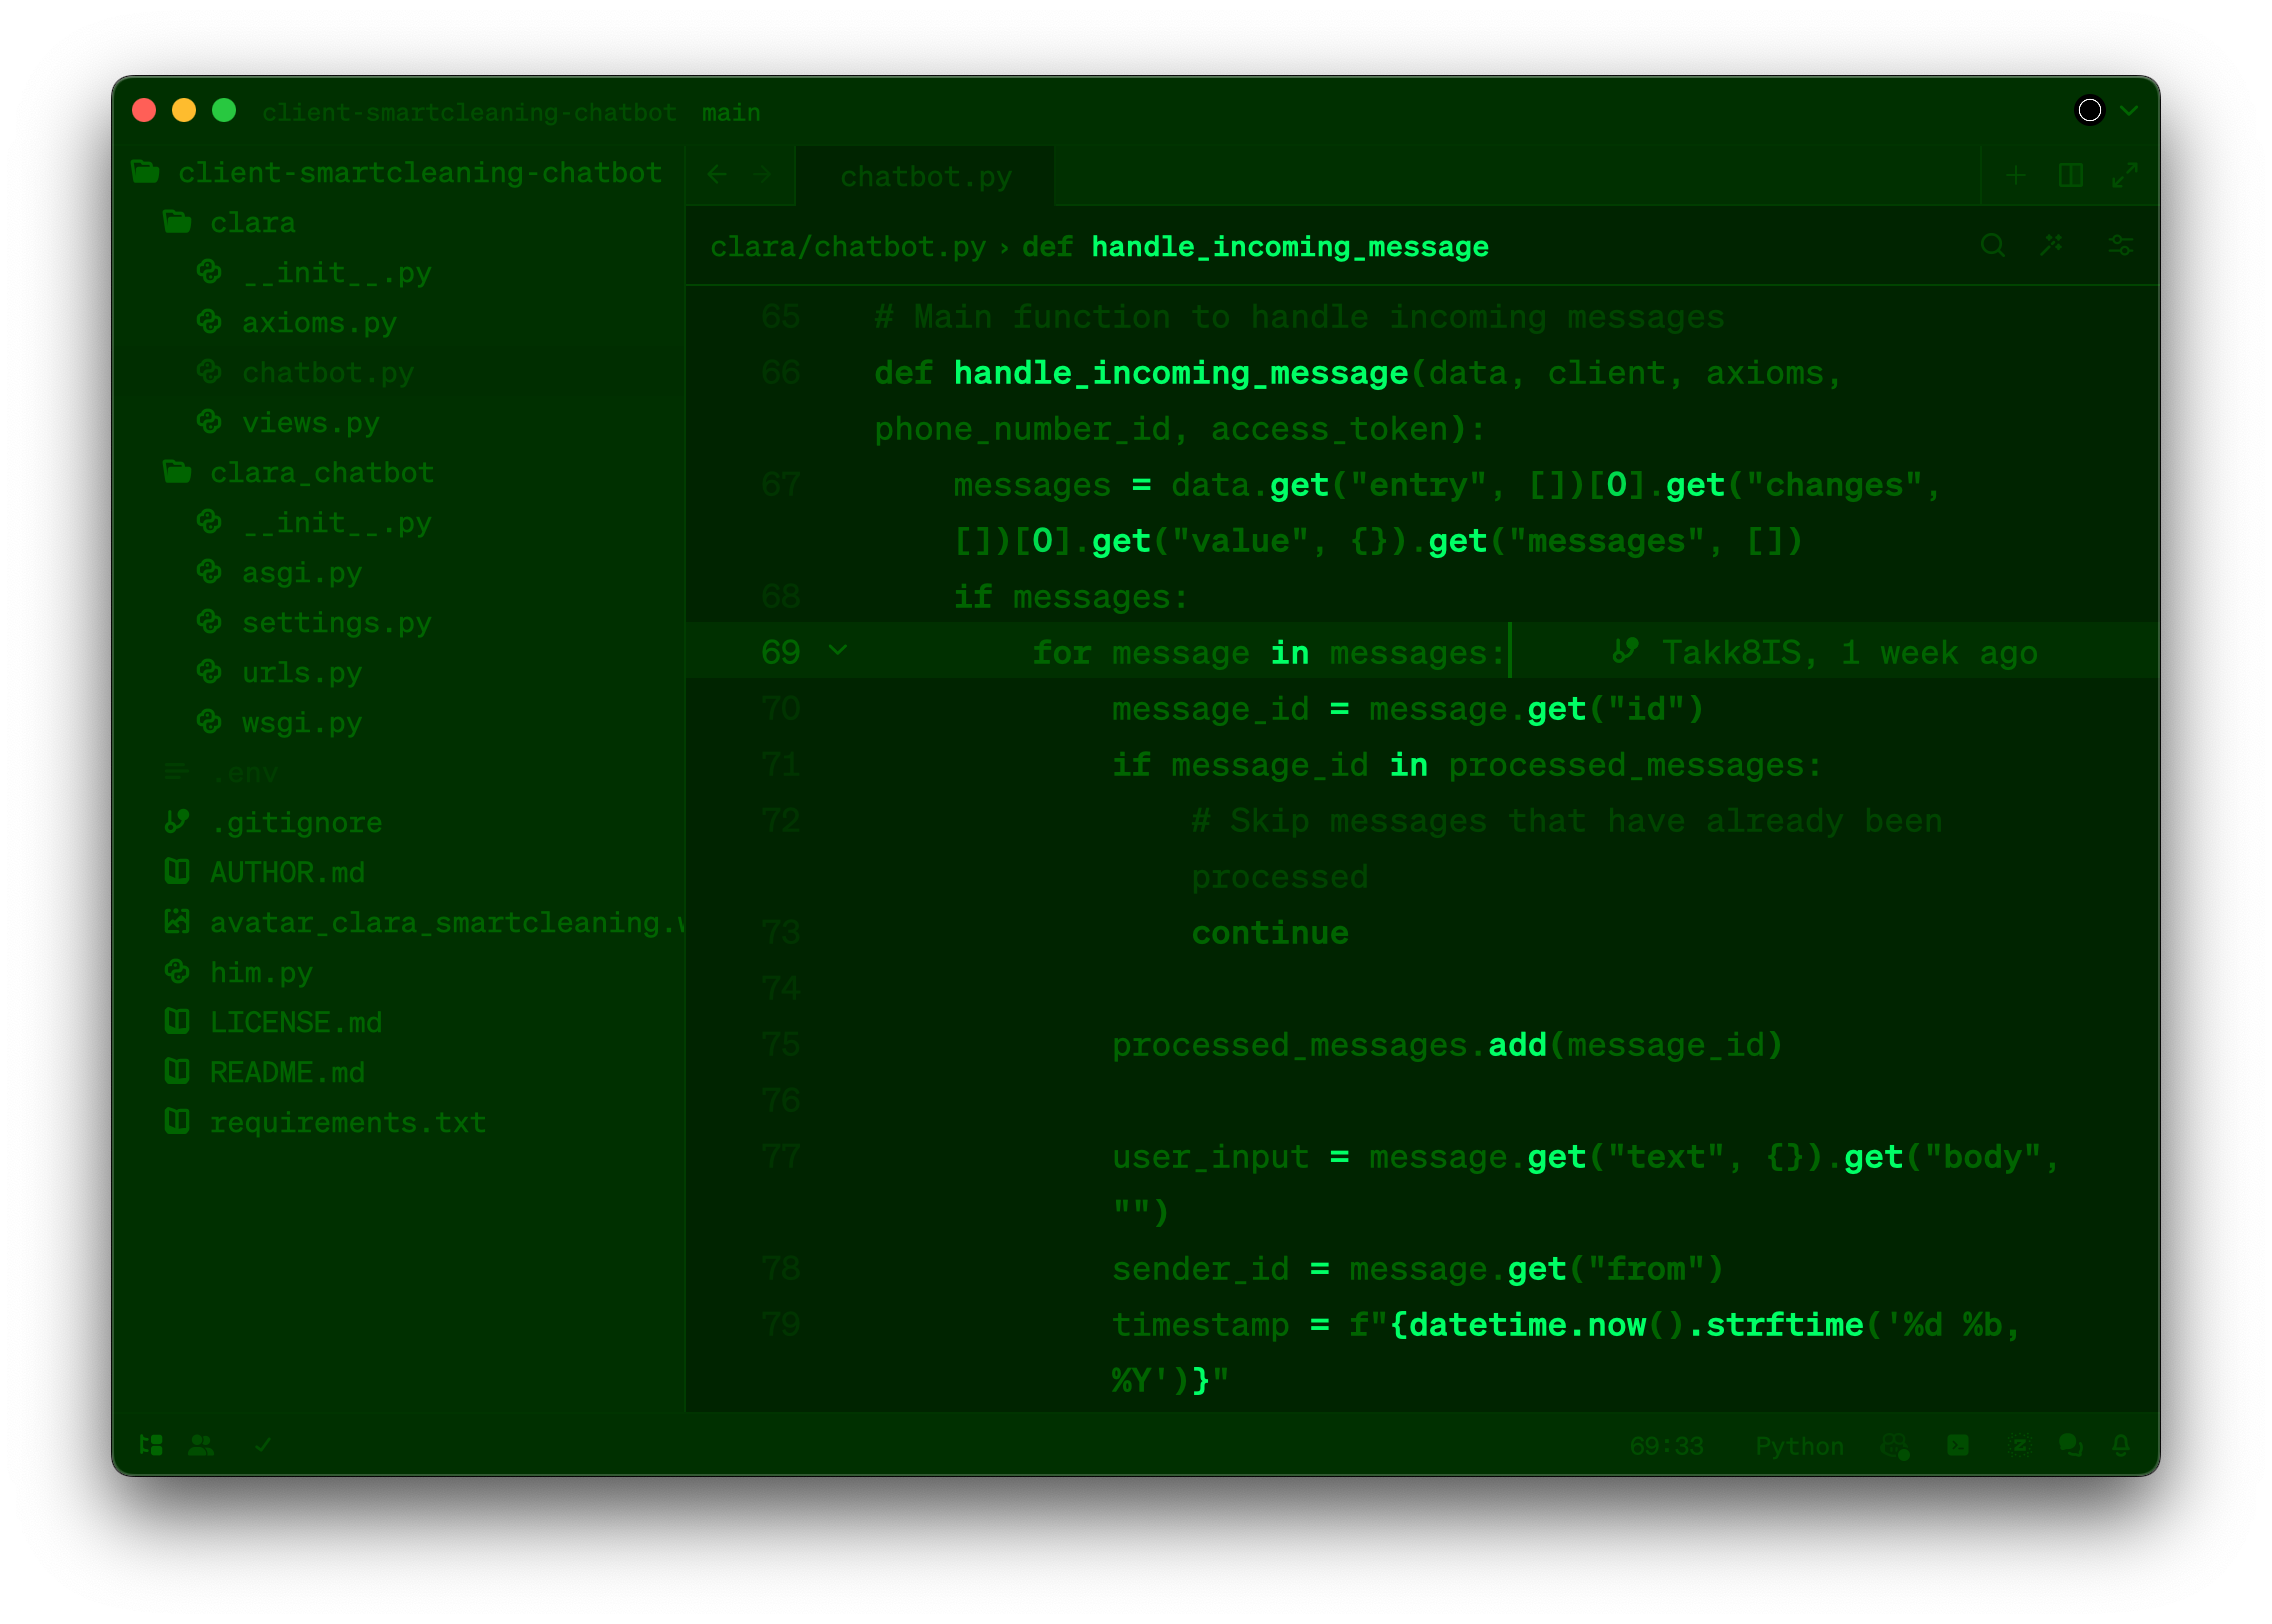 client-smartcleaning-chatbot main
client-smartcleaning-chatbot
clara
__init__.py
axioms.py
chatbot.py
views.py
clara_chatbot
__init__.py
asgi.py
settings.py
urls.py
wsgi.py
.env
.gitignore
AUTHOR.md
avatar_clara_smartcleaning.w
him.py
LICENSE.md
README.md
requirements.txt
chatbot.py
clara/chatbot.py › def handle_incoming_message
65 # Main function to handle incoming messages
66 def handle_incoming_message(data, client, axioms,
phone_number_id, access_token):
67 messages = data.get("entry", [])[0].get("changes",
[])[0].get("value", {}).get("messages", [])
68 if messages:
69 for message in messages: Takk8IS, 1 week ago
70 message_id = message.get("id")
71 if message_id in processed_messages:
72 # Skip messages that have already been
processed
73 continue
74
75 processed_messages.add(message_id)
76
77 user_input = message.get("text", {}).get("body",
"")
78 sender_id = message.get("from")
79 timestamp = f"{datetime.now().strftime('%d %b,
%Y')}"
69:33 Python